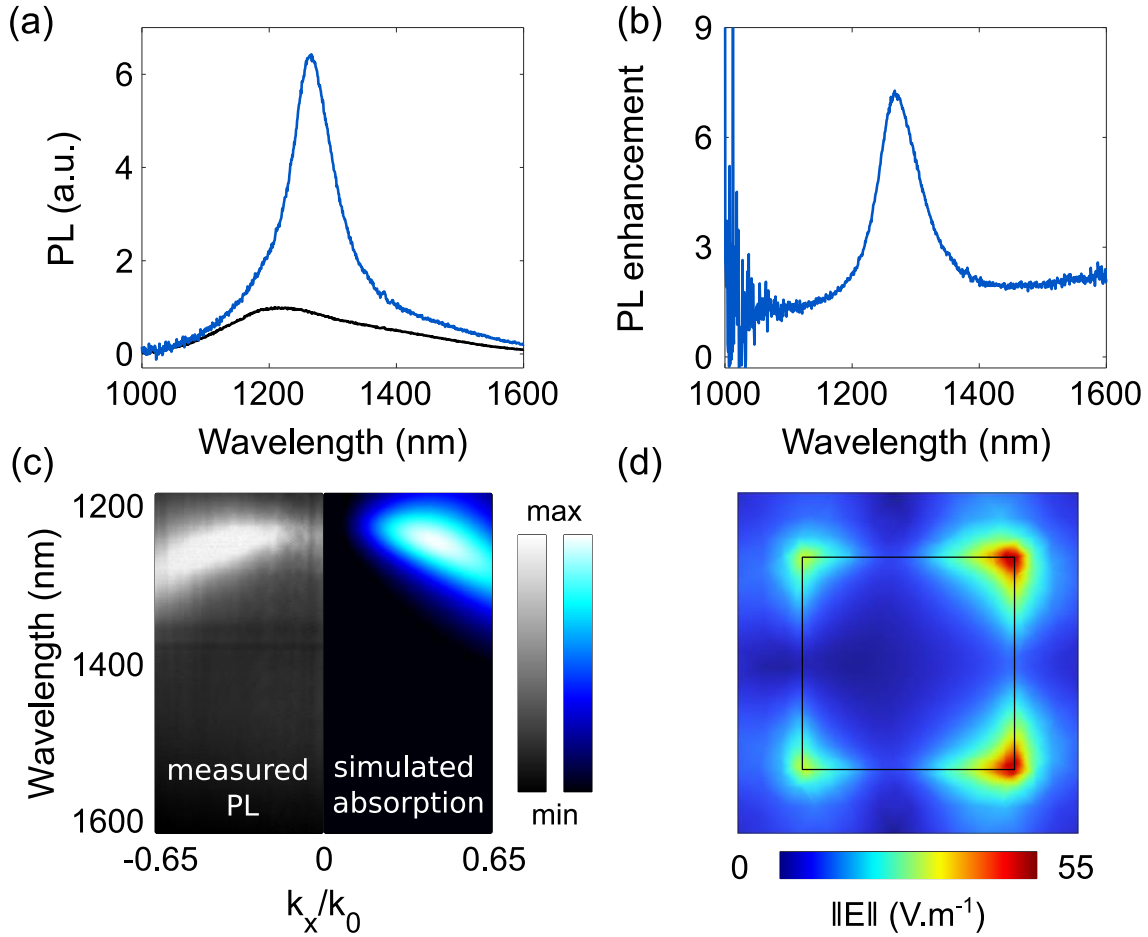 (a)
PL (a.u.)
6
4
2
0
1000 1200 1400 1600
Wavelength (nm)
(b)
PL enhancement
9
6
3
0
1000 1200 1400 1600
Wavelength (nm)
(c)
Wavelength (nm)
1200
1400
1600
measured
PL
simulated
absorption
-0.65 0 0.65
kₓ/k₀
max
min
(d)
0 55
‖E‖ (V.m⁻¹)